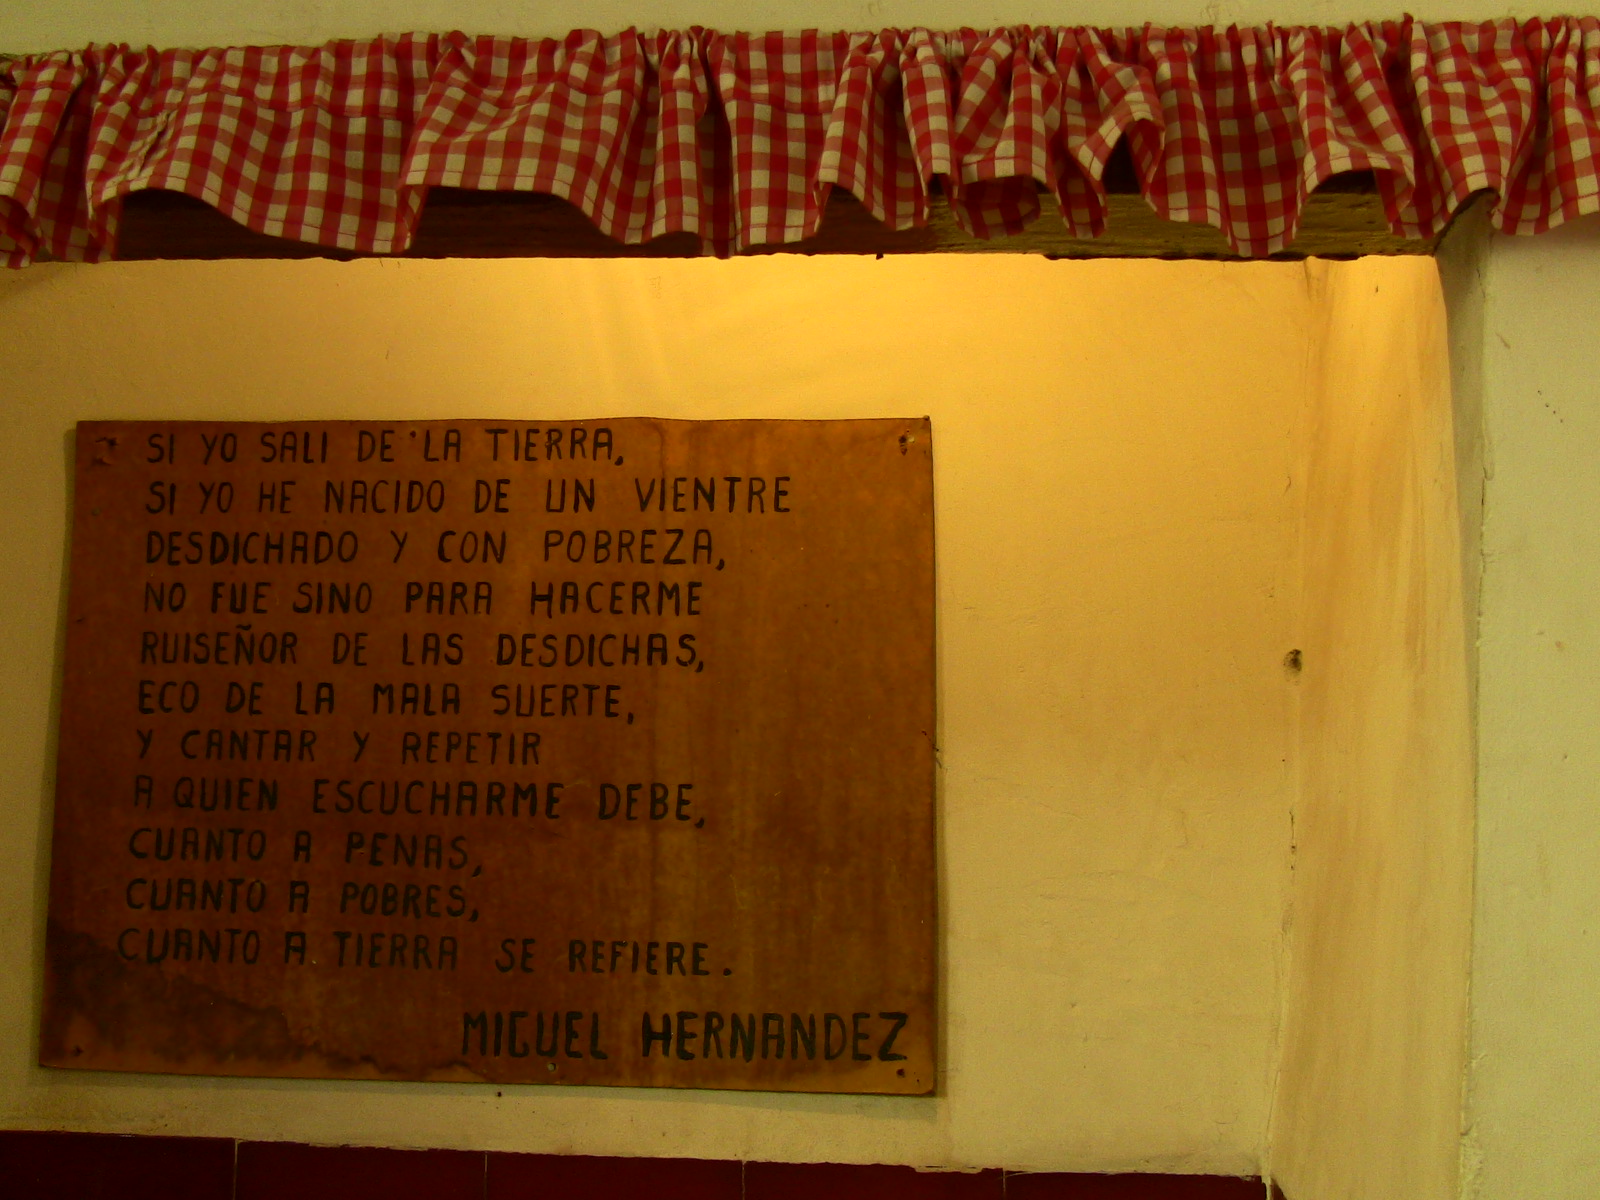 SI YO SALI DE LA TIERRA,
SI YO HE NACIDO DE UN VIENTRE
DESDICHADO Y CON POBREZA,
NO FUE SINO PARA HACERME
RUISEÑOR DE LAS DESDICHAS,
ECO DE LA MALA SUERTE,
Y CANTAR Y REPETIR
A QUIEN ESCUCHARME DEBE,
CUANTO A PENAS,
CUANTO A POBRES,
CUANTO A TIERRA SE REFIERE.
MIGUEL HERNANDEZ